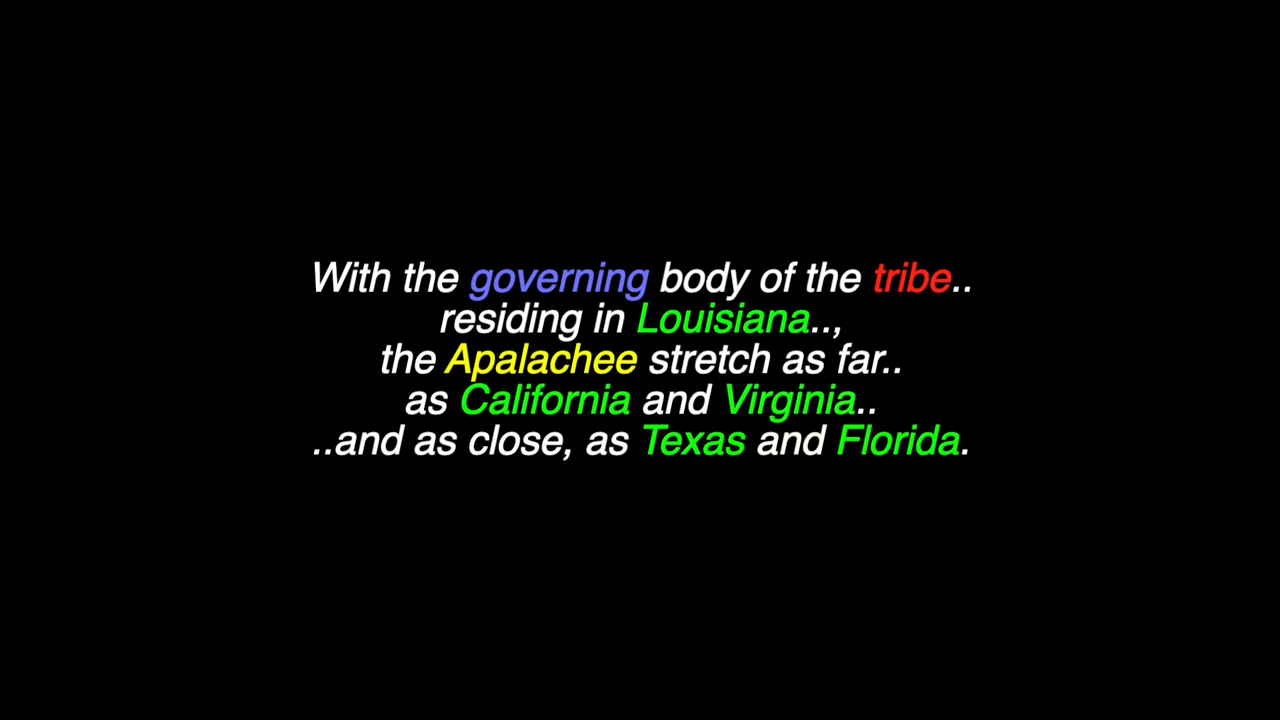 With the governing body of the tribe..
residing in Louisiana..,
the Apalachee stretch as far..
as California and Virginia..
..and as close, as Texas and Florida.